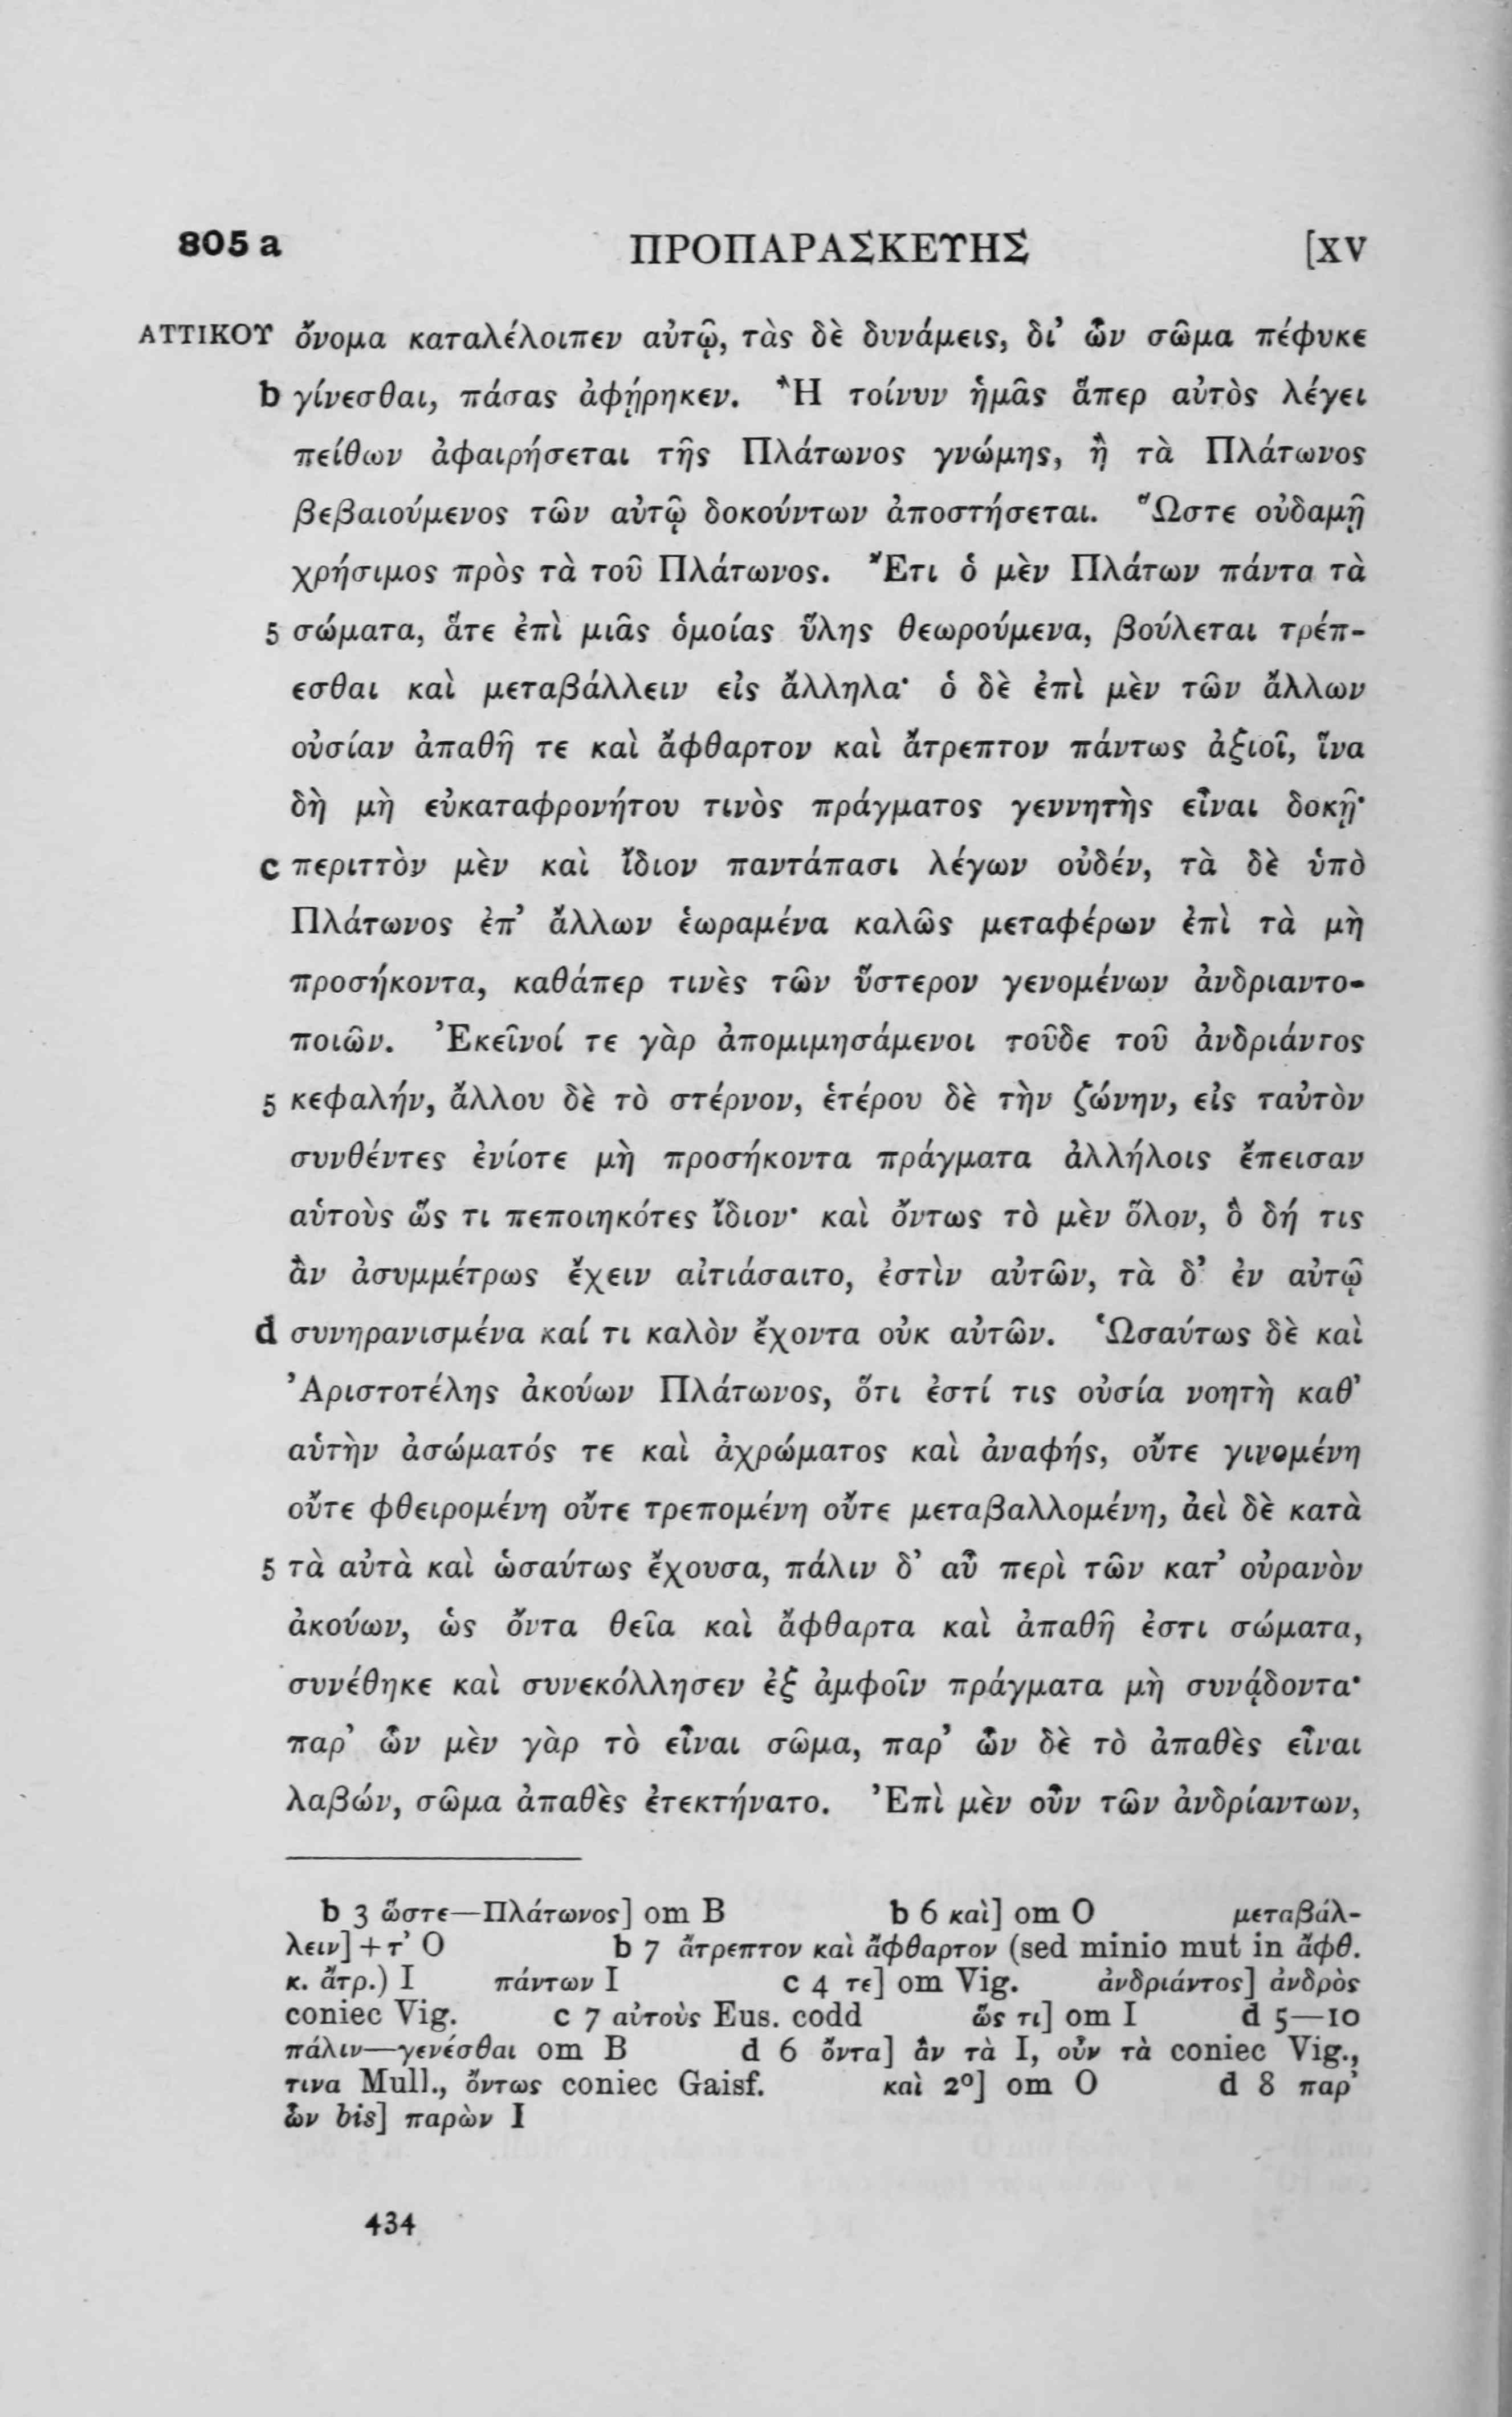 805 a ΠΡΟΠΑΡΑΣΚΕΥΗΣ [XV
ΑΤΤΙΚΟΥ ὄνομα καταλέλοιπεν αὐτῷ, τὰς δὲ δυνάμεις, δι’ ὧν σῶμα πέφυκε
b γίνεσθαι, πάσας ἀφῄρηκεν. Ἢ τοίνυν ἡμᾶς ἅπερ αὐτὸς λέγει
πείθων ἀφαιρήσεται τῆς Πλάτωνος γνώμης, ἢ τὰ Πλάτωνος
βεβαιούμενος τῶν αὐτῷ δοκούντων ἀποστήσεται. Ὥστε οὐδαμῇ
χρήσιμος πρὸς τὰ τοῦ Πλάτωνος. Ἔτι ὁ μὲν Πλάτων πάντα τὰ
5 σώματα, ἅτε ἐπὶ μιᾶς ὁμοίας ὕλης θεωρούμενα, βούλεται τρέπ-
εσθαι καὶ μεταβάλλειν εἰς ἄλληλα· ὁ δὲ ἐπὶ μὲν τῶν ἄλλων
οὐσίαν ἀπαθῆ τε καὶ ἄφθαρτον καὶ ἄτρεπτον πάντως ἀξιοῖ, ἵνα
δὴ μὴ εὐκαταφρονήτου τινὸς πράγματος γεννητὴς εἶναι δοκῇ·
c περιττὸν μὲν καὶ ἴδιον παντάπασι λέγων οὐδέν, τὰ δὲ ὑπὸ
Πλάτωνος ἐπ’ ἄλλων ἑωραμένα καλῶς μεταφέρων ἐπὶ τὰ μὴ
προσήκοντα, καθάπερ τινὲς τῶν ὕστερον γενομένων ἀνδριαντο-
ποιῶν. Ἐκεῖνοί τε γὰρ ἀπομιμησάμενοι τοῦδε τοῦ ἀνδριάντος
5 κεφαλήν, ἄλλου δὲ τὸ στέρνον, ἑτέρου δὲ τὴν ζώνην, εἰς ταὐτὸν
συνθέντες ἐνίοτε μὴ προσήκοντα πράγματα ἀλλήλοις ἔπεισαν
αὑτοὺς ὥς τι πεποιηκότες ἴδιον· καὶ ὄντως τὸ μὲν ὅλον, ὃ δή τις
ἂν ἀσυμμέτρως ἔχειν αἰτιάσαιτο, ἐστὶν αὐτῶν, τὰ δ’ ἐν αὐτῷ
d συνηρανισμένα καί τι καλὸν ἔχοντα οὐκ αὐτῶν. Ὡσαύτως δὲ καὶ
Ἀριστοτέλης ἀκούων Πλάτωνος, ὅτι ἐστί τις οὐσία νοητὴ καθ’
αὑτὴν ἀσώματός τε καὶ ἀχρώματος καὶ ἀναφής, οὔτε γινομένη
οὔτε φθειρομένη οὔτε τρεπομένη οὔτε μεταβαλλομένη, ἀεὶ δὲ κατὰ
5 τὰ αὐτὰ καὶ ὡσαύτως ἔχουσα, πάλιν δ’ αὖ περὶ τῶν κατ’ οὐρανὸν
ἀκούων, ὡς ὄντα θεῖα καὶ ἄφθαρτα καὶ ἀπαθῆ ἐστι σώματα,
συνέθηκε καὶ συνεκόλλησεν ἐξ ἀμφοῖν πράγματα μὴ συνᾴδοντα·
παρ’ ὧν μὲν γὰρ τὸ εἶναι σῶμα, παρ’ ὧν δὲ τὸ ἀπαθὲς εἶναι
λαβών, σῶμα ἀπαθὲς ἐτεκτήνατο. Ἐπὶ μὲν οὖν τῶν ἀνδρίαντων,
b 3 ὥστε—Πλάτωνος] om B b 6 καὶ] om O μεταβάλ-
λειν] + τ’ O b 7 ἄτρεπτον καὶ ἄφθαρτον (sed minio mut in ἄφθ.
κ. ἄτρ.) I πάντων I c 4 τε] om Vig. ἀνδριάντος] ἀνδρὸς
coniec Vig. c 7 αὐτοὺς Eus. codd ὥς τι] om I d 5—10
πάλιν—γενέσθαι om B d 6 ὄντα] ἂν τὰ I, οὖν τὰ coniec Vig.,
τινα Mull., ὄντως coniec Gaisf. καὶ 2º] om O d 8 παρ’
ὧν bis] παρὼν I
434